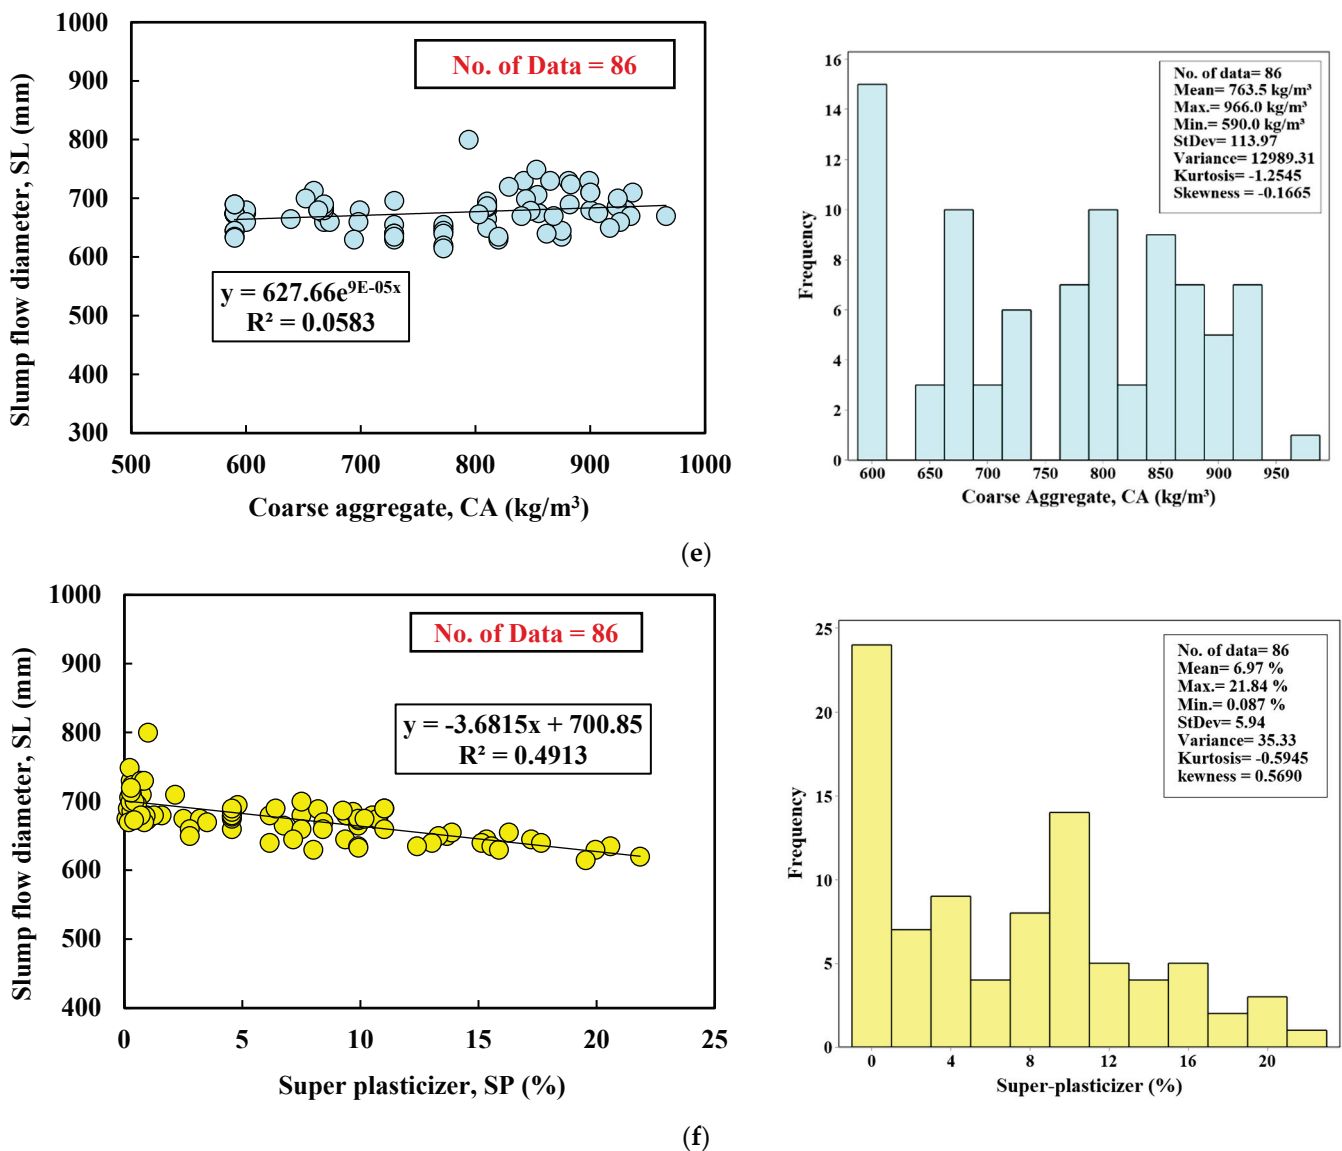 1000
900
800
700
600
500
400
300
Slump flow diameter, SL (mm)
No. of Data = 86
y = 627.66e^9E-05x
R² = 0.0583
500 600 700 800 900 1000
Coarse aggregate, CA (kg/m³)
16
14
12
10
8
6
4
2
0
Frequency
No. of data= 86
Mean= 763.5 kg/m³
Max.= 966.0 kg/m³
Min.= 590.0 kg/m³
StDev= 113.97
Variance= 12989.31
Kurtosis= -1.2545
Skewness = -0.1665
600 650 700 750 800 850 900 950
Coarse Aggregate, CA (kg/m³)
(e)
1000
900
800
700
600
500
400
Slump flow diameter, SL (mm)
No. of Data = 86
y = -3.6815x + 700.85
R² = 0.4913
0 5 10 15 20 25
Super plasticizer, SP (%)
25
20
15
10
5
0
Frequency
No. of data= 86
Mean= 6.97 %
Max.= 21.84 %
Min.= 0.087 %
StDev= 5.94
Variance= 35.33
Kurtosis= -0.5945
kewness = 0.5690
0 4 8 12 16 20
Super-plasticizer (%)
(f)